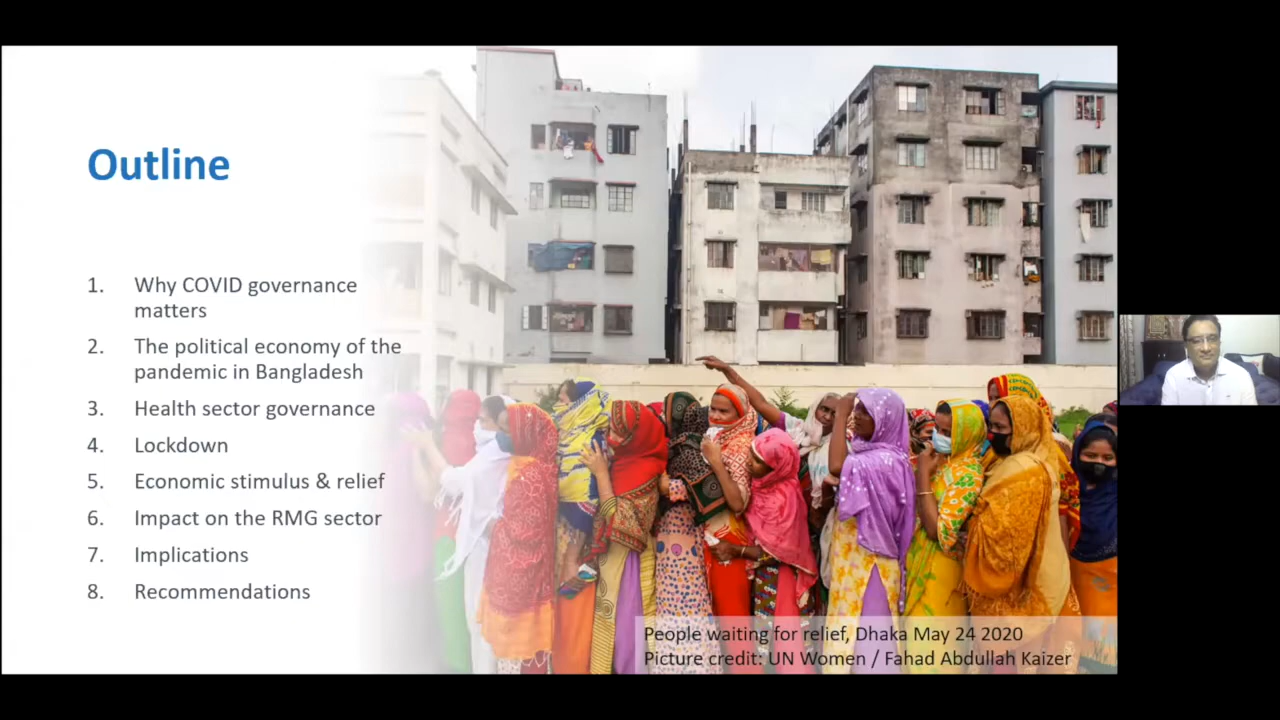 Outline
1. Why COVID governance
matters
2. The political economy of the
pandemic in Bangladesh
3. Health sector governance
4. Lockdown
5. Economic stimulus & relief
6. Impact on the RMG sector
7. Implications
8. Recommendations
People waiting for relief, Dhaka May 24 2020
Picture credit: UN Women / Fahad Abdullah Kaizer